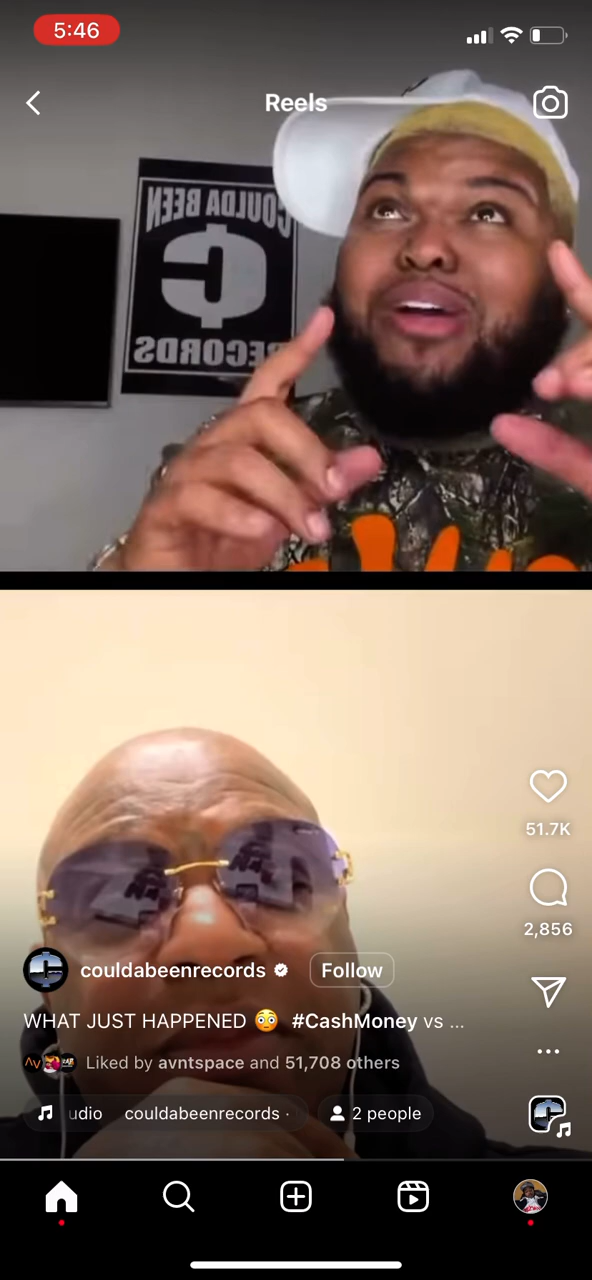 5:46
Reels
COULDA BEEN
RECORDS
couldabeenrecords
Follow
WHAT JUST HAPPENED 😳 #CashMoney vs ...
Liked by avntspace and 51,708 others
udio couldabeenrecords ·
2 people
51.7K
2,856